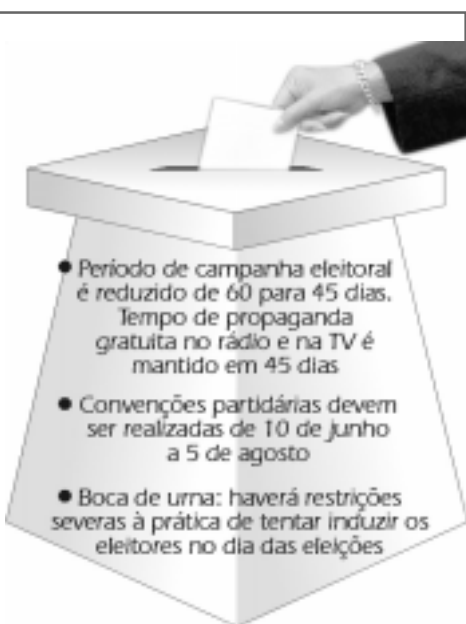 ● Período de campanha eleitoral
é reduzido de 60 para 45 dias.
Tempo de propaganda
gratuita no rádio e na TV é
mantido em 45 dias
● Convenções partidárias devem
ser realizadas de 10 de junho
a 5 de agosto
● Boca de urna: haverá restrições
severas à prática de tentar induzir os
eleitores no dia das eleições